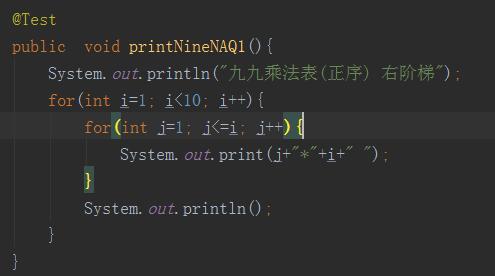 @Test
public  void printNineNAQ1(){
    System.out.println("九九乘法表(正序) 右阶梯");
    for(int i=1; i<10; i++){
        for(int j=1; j<=i; j++){
            System.out.print(j+"*"+i+" ");
        }
        System.out.println();
    }
}